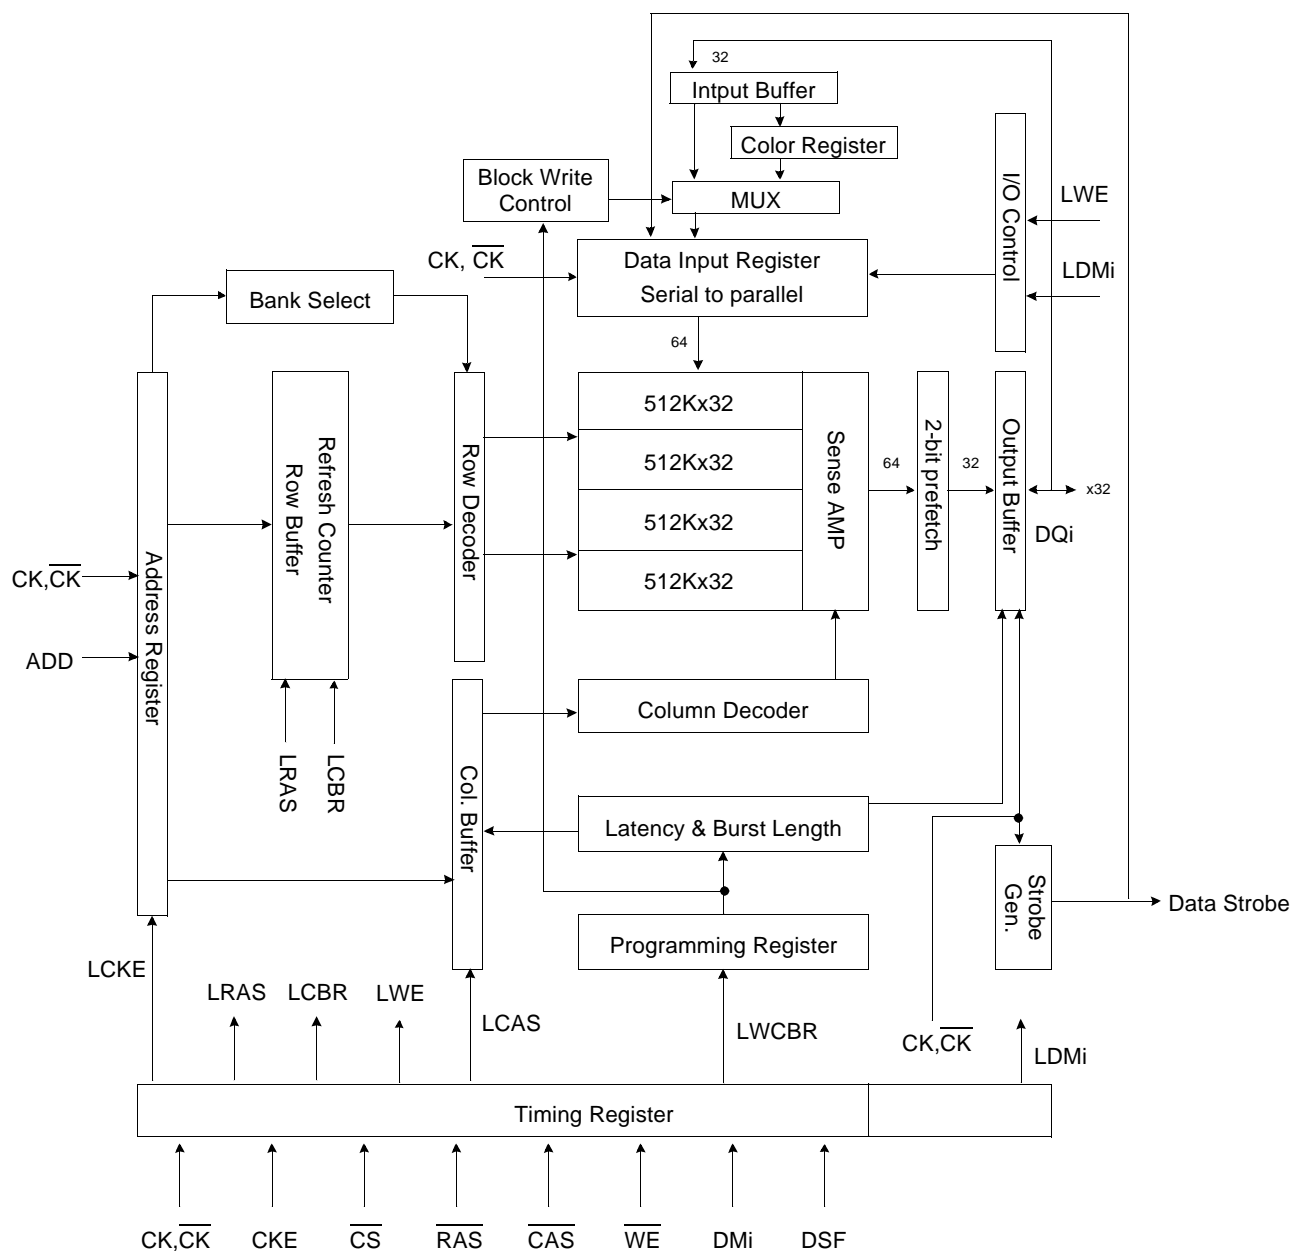 32
Intput Buffer
Color Register
Block Write
Control
MUX
I/O Control
LWE
CK, CK
Data Input Register
Serial to parallel
LDMi
Bank Select
64
512Kx32
512Kx32
512Kx32
512Kx32
Sense AMP
64
2-bit prefetch
32
Output Buffer
x32
DQi
Refresh Counter
Row Buffer
Row Decoder
CK,CK
ADD
Address Register
LRAS
LCBR
Col. Buffer
Column Decoder
Latency & Burst Length
Strobe
Gen.
Data Strobe
Programming Register
LCKE
LRAS
LCBR
LWE
LCAS
LWCBR
CK,CK
LDMi
Timing Register
CK,CK
CKE
CS
RAS
CAS
WE
DMi
DSF